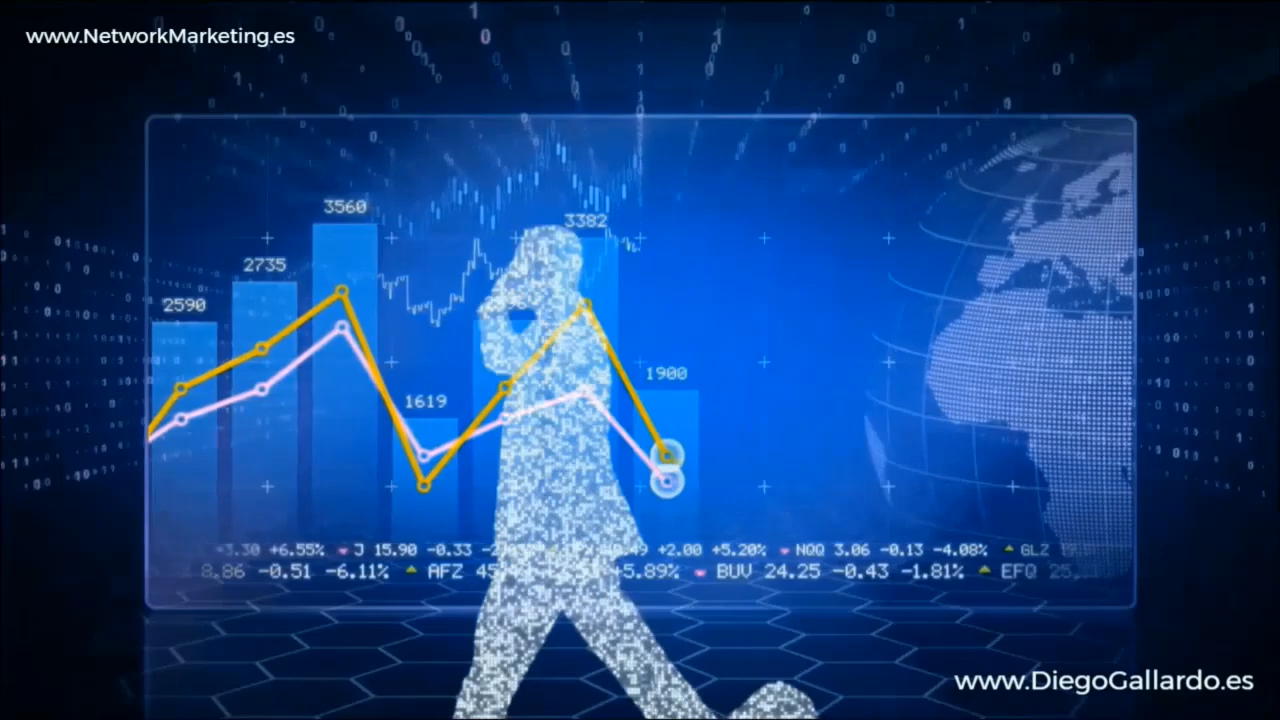 www.NetworkMarketing.es
3560
3382
2735
2590
1900
1619
3.30 +6.55% J 15.90 -0.33 +2.00 +5.20% NQQ 3.06 -0.13 -4.08% GLZ
8.86 -0.51 -6.11% AFZ +5.89% BUV 24.25 -0.43 -1.81% EFQ
www.DiegoGallardo.es